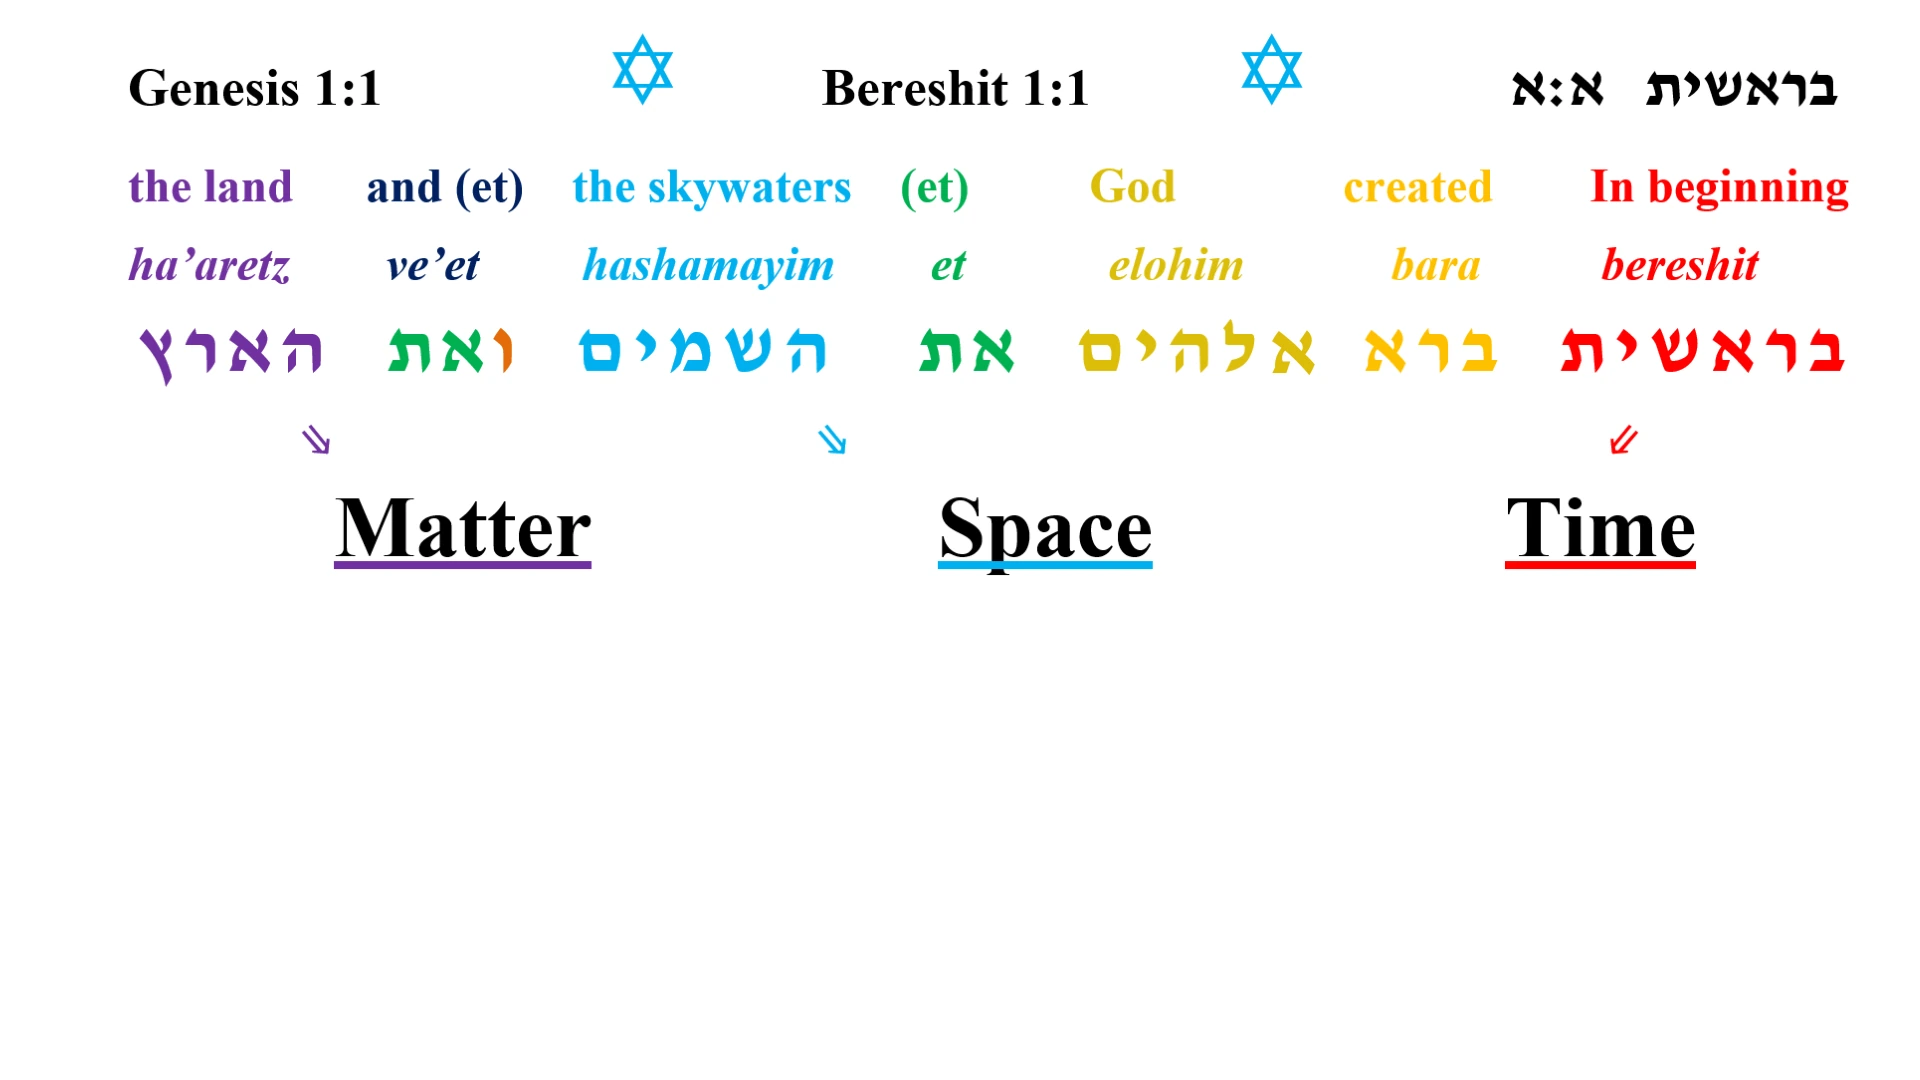 Genesis 1:1 ✡ Bereshit 1:1 ✡ בראשית א:א
the land and (et) the skywaters (et) God created In beginning
ha’aretz ve’et hashamayim et elohim bara bereshit
בראשית ברא אלהים את השמים ואת הארץ
⇘ ⇘ ⇙
Matter Space Time